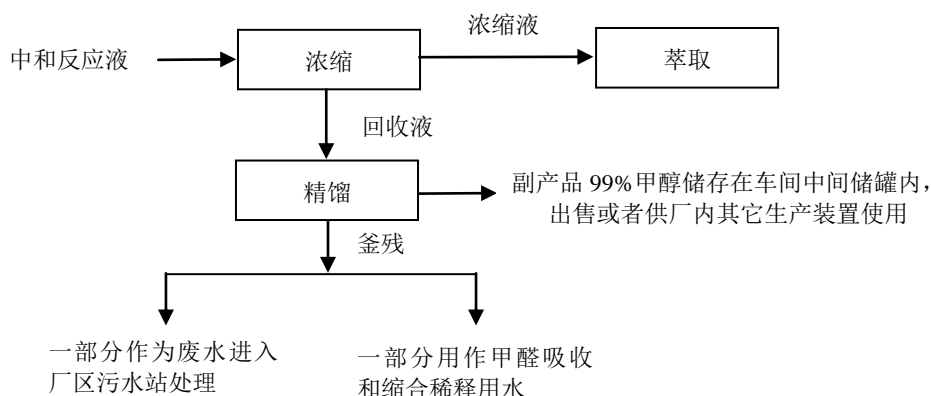 浓缩液
中和反应液
浓缩
萃取
回收液
精馏
副产品 99%甲醇储存在车间中间储罐内，
出售或者供厂内其它生产装置使用
釜残
一部分作为废水进入
厂区污水站处理
一部分用作甲醛吸收
和缩合稀释用水